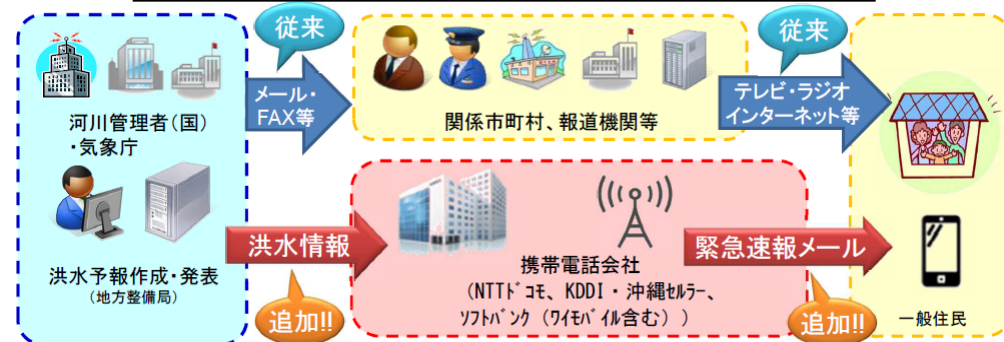 従来
従来
メール・
FAX等
テレビ・ラジオ
インターネット等
河川管理者(国)
・気象庁
関係市町村、報道機関等
洪水情報
緊急速報メール
洪水予報作成・発表
(地方整備局)
携帯電話会社
(NTTドコモ、KDDI・沖縄セルラー、
ソフトバンク(ワイモバイル含む))
追加!!
追加!!
一般住民